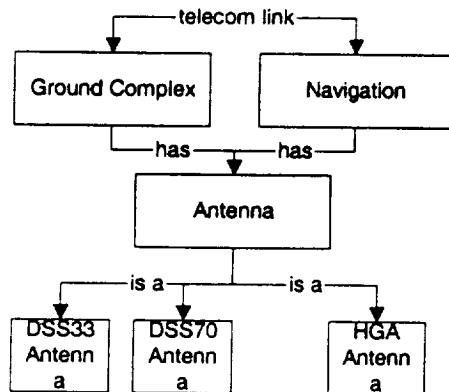 telecom link
Ground Complex
Navigation
has
has
Antenna
is a
is a
DSS33
Antenn
a
DSS70
Antenn
a
HGA
Antenn
a